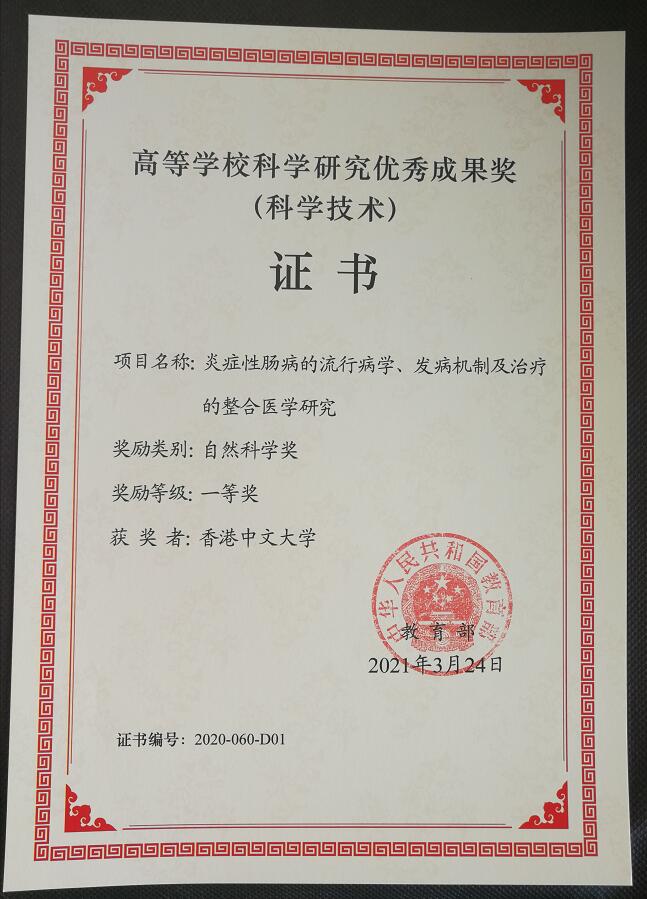 高等学校科学研究优秀成果奖
（科学技术）
证书
项目名称：炎症性肠病的流行病学、发病机制及治疗
的整合医学研究
奖励类别：自然科学奖
奖励等级：一等奖
获奖者：香港中文大学
中华人民共和国教育部
教育部
2021年3月24日
证书编号：2020-060-D01